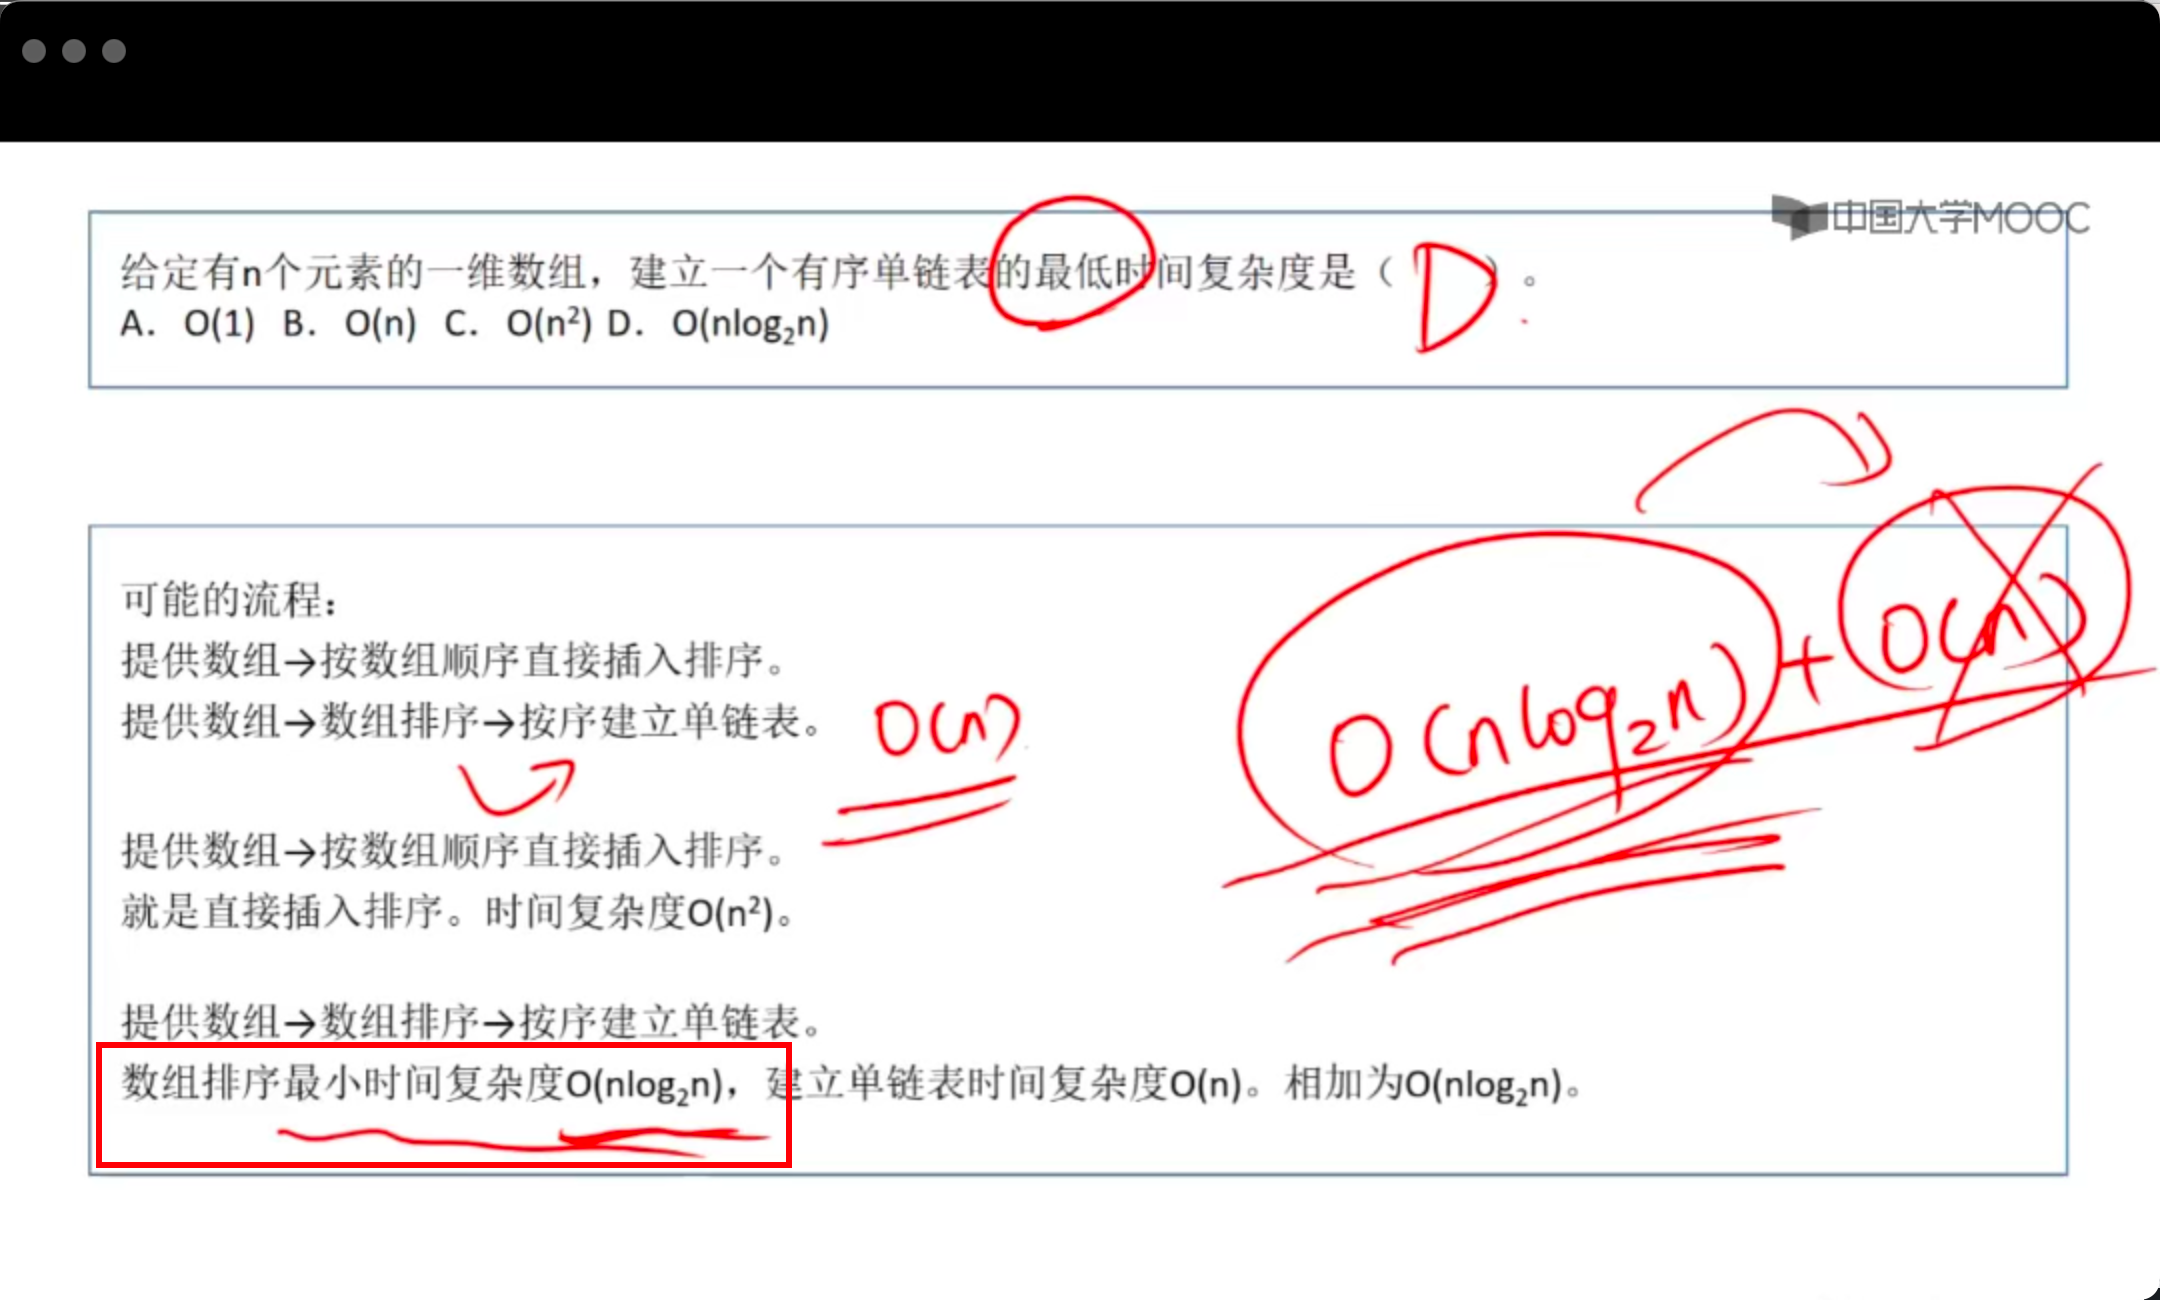 中国大学MOOC
给定有n个元素的一维数组，建立一个有序单链表的最低时间复杂度是（ D ）。
A. O(1) B. O(n) C. O(n²) D. O(nlog₂n)
可能的流程：
提供数组→按数组顺序直接插入排序。
提供数组→数组排序→按序建立单链表。 O(n)
O(nlog₂n) + O(n)
提供数组→按数组顺序直接插入排序。
就是直接插入排序。时间复杂度O(n²)。
提供数组→数组排序→按序建立单链表。
数组排序最小时间复杂度O(nlog₂n)，建立单链表时间复杂度O(n)。相加为O(nlog₂n)。